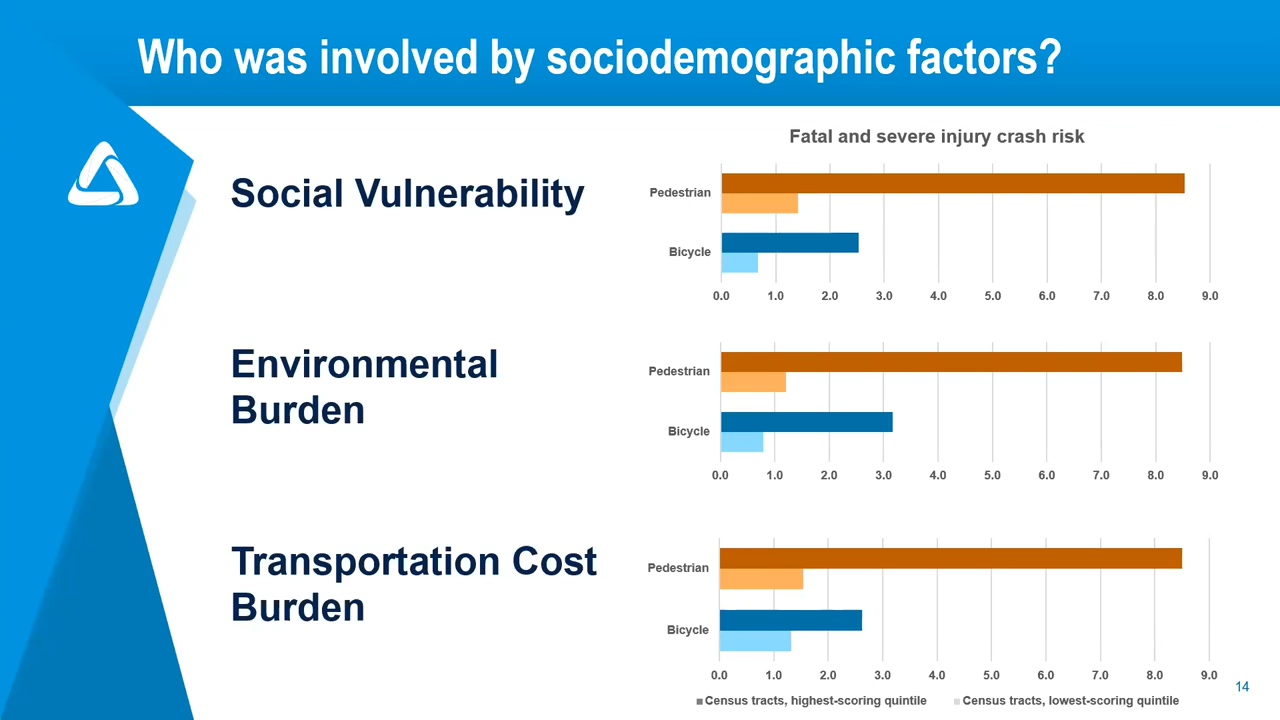 Who was involved by sociodemographic factors?
Fatal and severe injury crash risk
Social Vulnerability
Pedestrian
Bicycle
0.0 1.0 2.0 3.0 4.0 5.0 6.0 7.0 8.0 9.0
Environmental
Burden
Pedestrian
Bicycle
0.0 1.0 2.0 3.0 4.0 5.0 6.0 7.0 8.0 9.0
Transportation Cost
Burden
Pedestrian
Bicycle
0.0 1.0 2.0 3.0 4.0 5.0 6.0 7.0 8.0 9.0
Census tracts, highest-scoring quintile Census tracts, lowest-scoring quintile
14